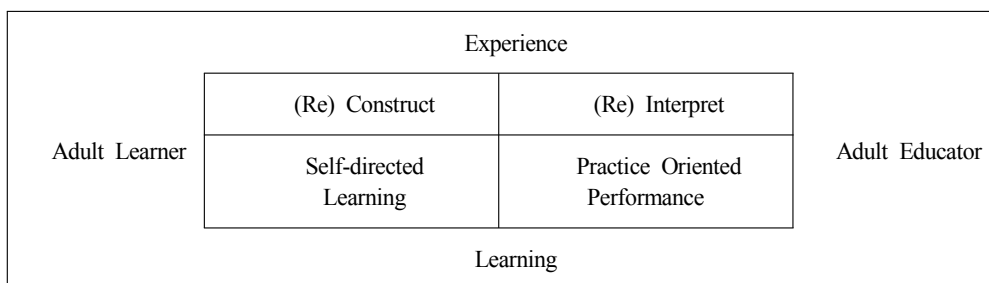 Experience
(Re) Construct
(Re) Interpret
Adult Learner
Self-directed
Learning
Practice Oriented
Performance
Adult Educator
Learning